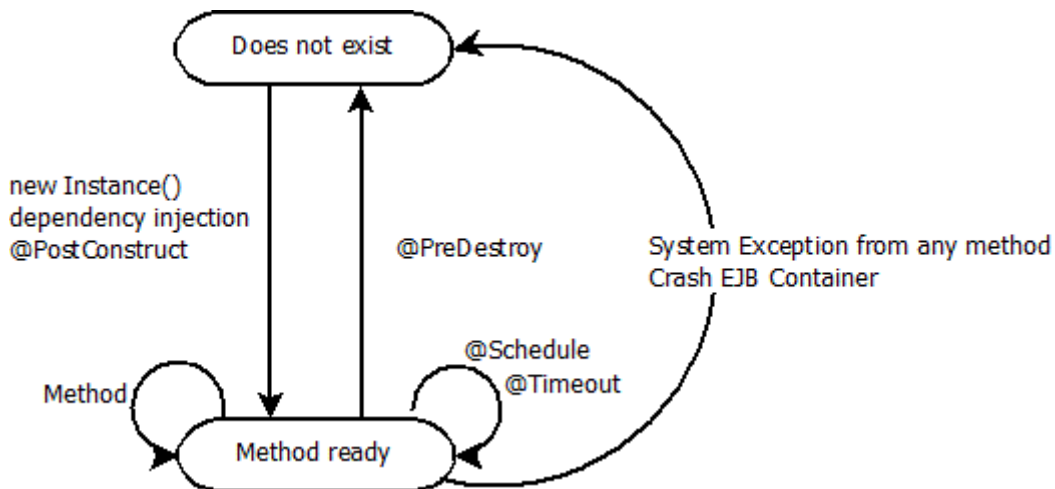 Does not exist
new Instance()
dependency injection
@PostConstruct
@PreDestroy
System Exception from any method
Crash EJB Container
@Schedule
@Timeout
Method
Method ready